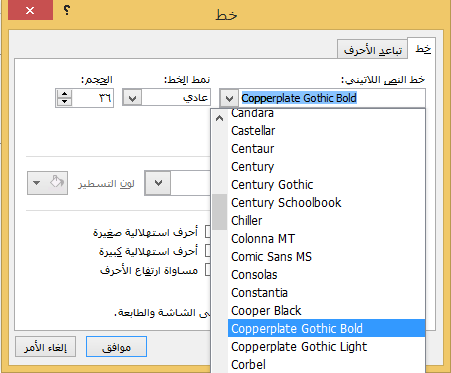 خط
؟
خط
تباعد الأحرف
خط النص اللاتيني:
نمط الخط:
الحجم:
Copperplate Gothic Bold
عادي
٣٦
Candara
Castellar
Centaur
Century
Century Gothic
Century Schoolbook
Chiller
Colonna MT
Comic Sans MS
Consolas
Constantia
Cooper Black
Copperplate Gothic Bold
Copperplate Gothic Light
Corbel
لون التسطير
أحرف استهلالية صغيرة
أحرف استهلالية كبيرة
مساواة ارتفاع الأحرف
الشاشة والطابعة.
موافق
إلغاء الأمر